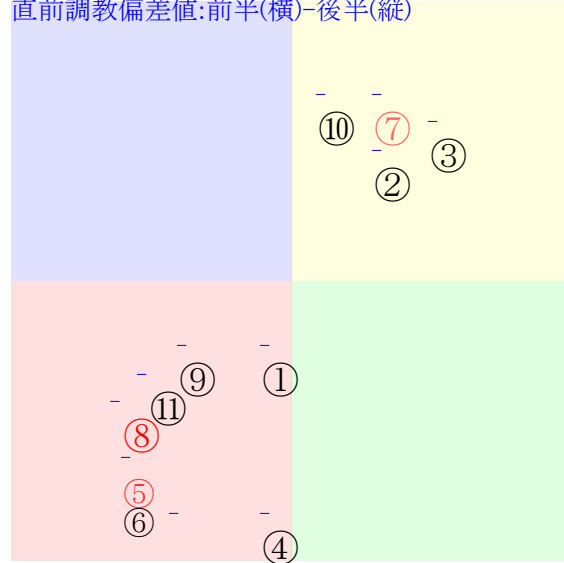 直前調教偏差値:前半(横)-後半(縦)
- -
⑩ ⑦ -
- ③
②
- -
- ⑨ ①
- ⑪
⑧
-
⑤
⑥ - -
④